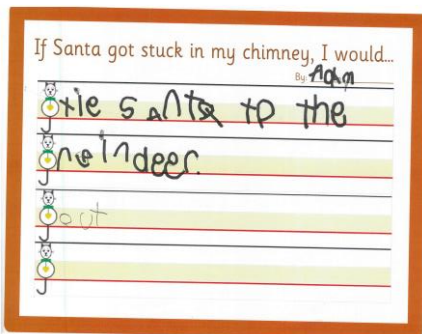 If Santa got stuck in my chimney, I would...
By: Adam
tie santa to the
reindeer.
out